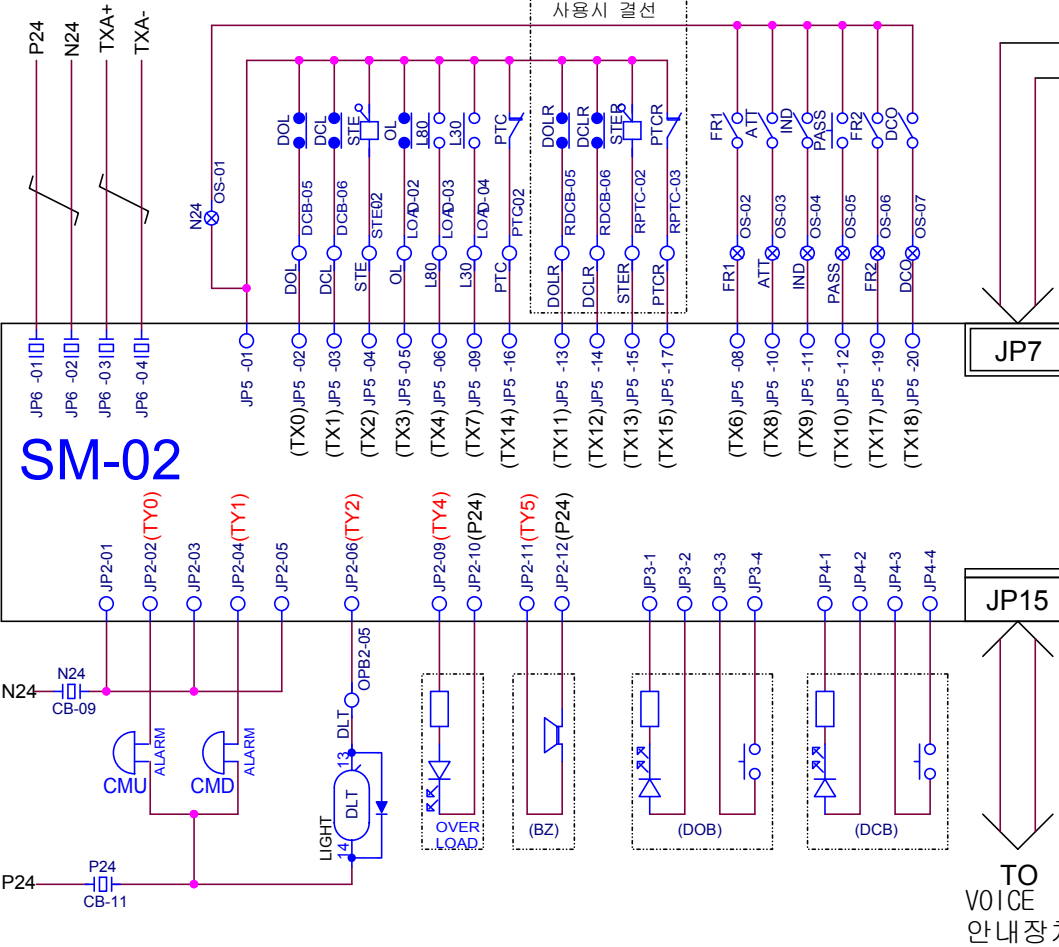 사용시 결선
P24
N24
TXA+
TXA-
N24
OS-01
DOL
DCL
STE
OL
L80
L30
PTC
DOLR
DCLR
STER
PTCR
FR1
ATT
IND
PASS
FR2
DCO
DCB-05
DCB-06
STE-02
LOAD-02
LOAD-03
LOAD-04
PTC-02
RDCB-05
RDCB-06
RPTC-02
RPTC-03
OS-02
OS-03
OS-04
OS-05
OS-06
OS-07
DOL
DCL
STE
OL
L80
L30
PTC
DOLR
DCLR
STER
PTCR
FR1
ATT
IND
PASS
FR2
DCO
JP6 -01
JP6 -02
JP6 -03
JP6 -04
JP5 -01
(TX0)JP5 -02
(TX1)JP5 -03
(TX2)JP5 -04
(TX3)JP5 -05
(TX4)JP5 -06
(TX7)JP5 -09
(TX14)JP5 -16
(TX11)JP5 -13
(TX12)JP5 -14
(TX13)JP5 -15
(TX15)JP5 -17
(TX6)JP5 -08
(TX8)JP5 -10
(TX9)JP5 -11
(TX10)JP5 -12
(TX17)JP5 -19
(TX18)JP5 -20
JP7
SM-02
JP2-01
JP2-02(TY0)
JP2-03
JP2-04(TY1)
JP2-05
JP2-06(TY2)
JP2-09(TY4)
JP2-10(P24)
JP2-11(TY5)
JP2-12(P24)
JP3-1
JP3-2
JP3-3
JP3-4
JP4-1
JP4-2
JP4-3
JP4-4
JP15
N24
N24
CB-09
CMU
ALARM
CMD
ALARM
OPB2-05
DLT
13
DLT
14
LIGHT
OVER
LOAD
(BZ)
(DOB)
(DCB)
P24
P24
CB-11
TO
VOICE